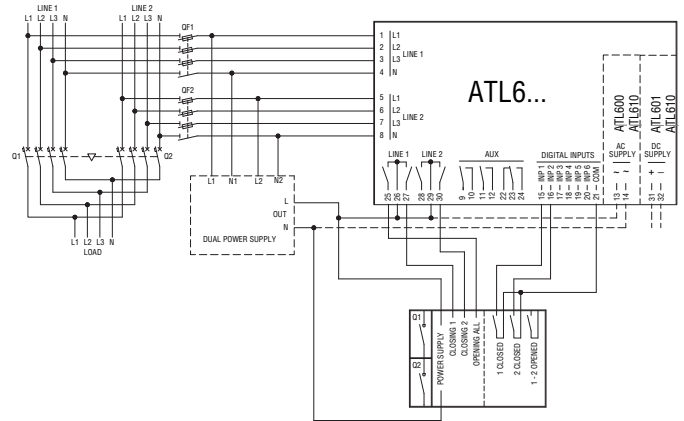 LINE 1
L1 L2 L3 N
LINE 2
L1 L2 L3 N
QF1
1 L1
2 L2
3 L3
4 N
LINE 1
QF2
5 L1
6 L2
7 L3
8 N
LINE 2
ATL6...
ATL600
ATL610
ATL601
ATL610
AC
SUPPLY
DC
SUPPLY
~ ~
+ –
LINE 1
LINE 2
AUX
DIGITAL INPUTS
INP 1
INP 2
INP 3
INP 4
INP 5
INP 6
COM
25 26 27 28 29 30
9 10 11 12 22 23 24
15 16 17 18 19 20 21
13 14
31 32
Q1
Q2
L1 N1 L2 N2
L
OUT
N
DUAL POWER SUPPLY
L1 L2 L3 N
LOAD
Q1
Q2
POWER SUPPLY
CLOSING 1
CLOSING 2
OPENING ALL
1 CLOSED
2 CLOSED
1 - 2 OPENED